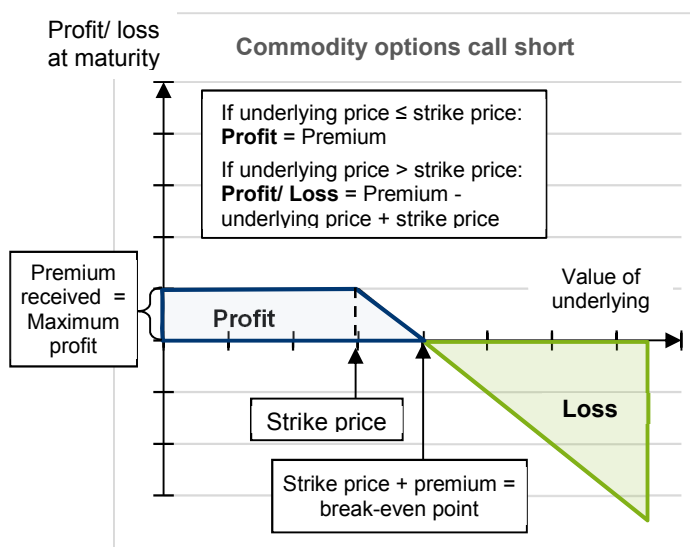 Profit/ loss
at maturity
Commodity options call short
If underlying price ≤ strike price:
Profit = Premium
If underlying price > strike price:
Profit/ Loss = Premium -
underlying price + strike price
Premium
received =
Maximum
profit
Profit
Value of
underlying
Strike price
Loss
Strike price + premium =
break-even point